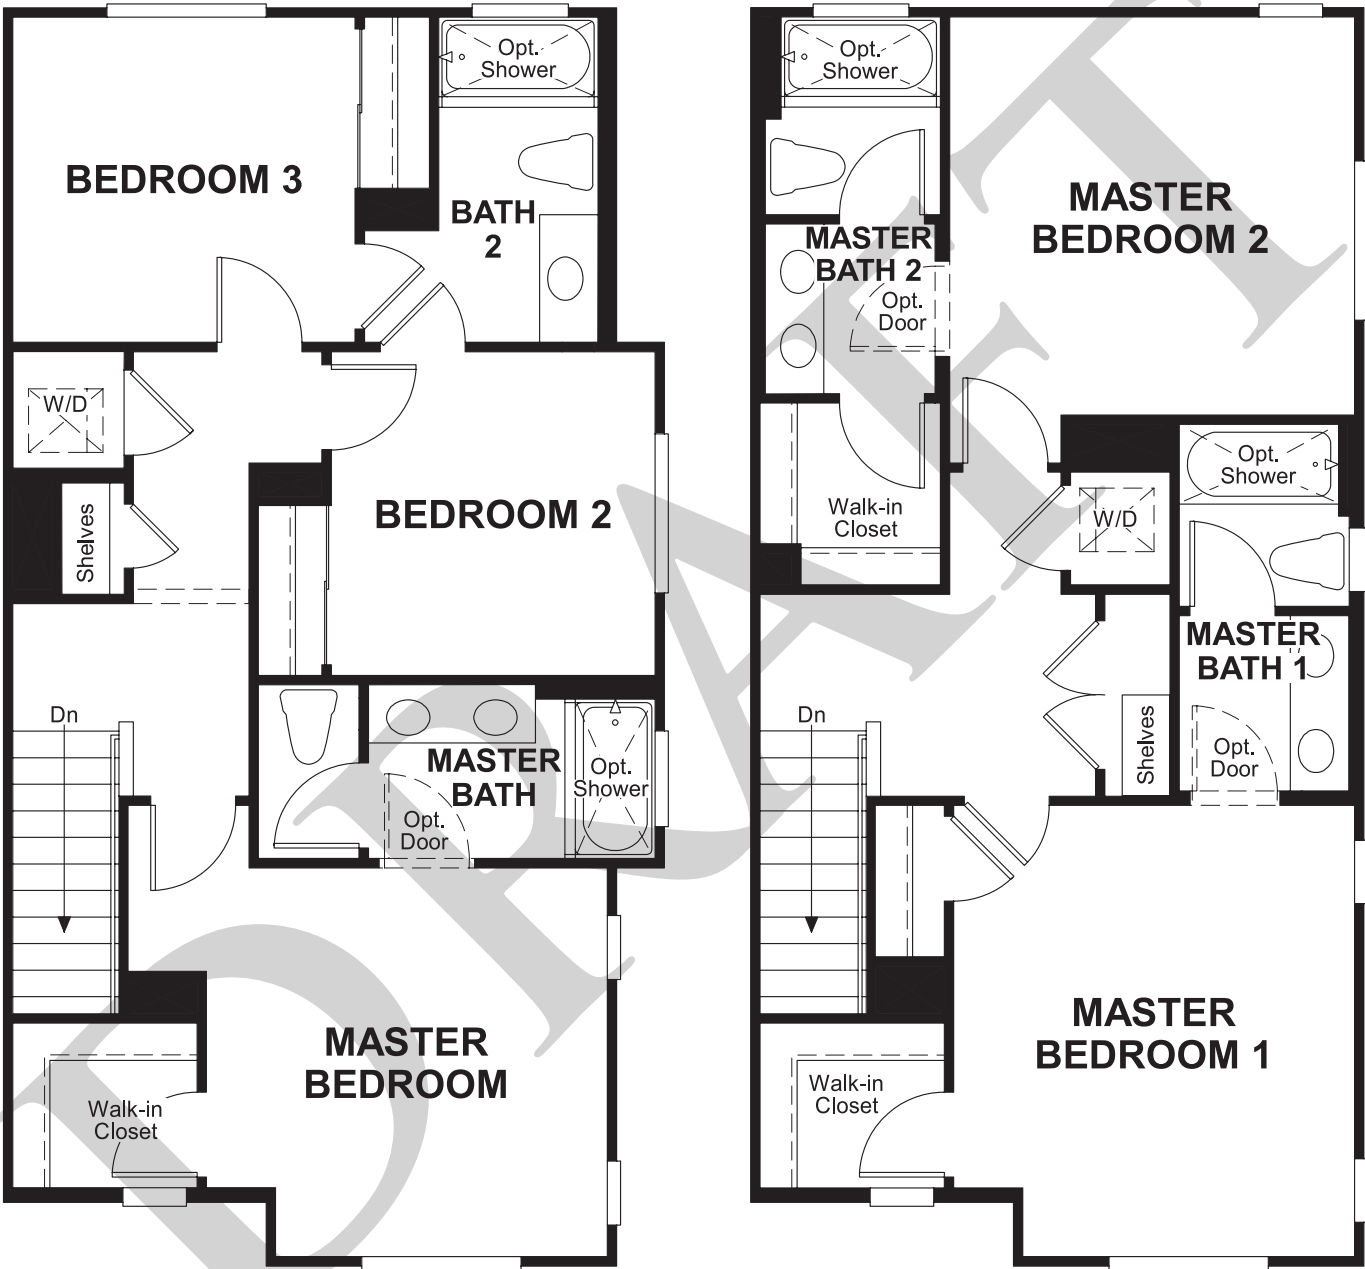 Opt.
Shower
BEDROOM 3
BATH
2
W/D
BEDROOM 2
Shelves
Dn
MASTER
BATH
Opt.
Shower
Opt.
Door
MASTER
BEDROOM
Walk-in
Closet
Opt.
Shower
MASTER
BEDROOM 2
MASTER
BATH 2
Opt.
Door
Opt.
Shower
Walk-in
Closet
W/D
MASTER
BATH 1
Dn
Shelves
Opt.
Door
MASTER
BEDROOM 1
Walk-in
Closet
DRAFT